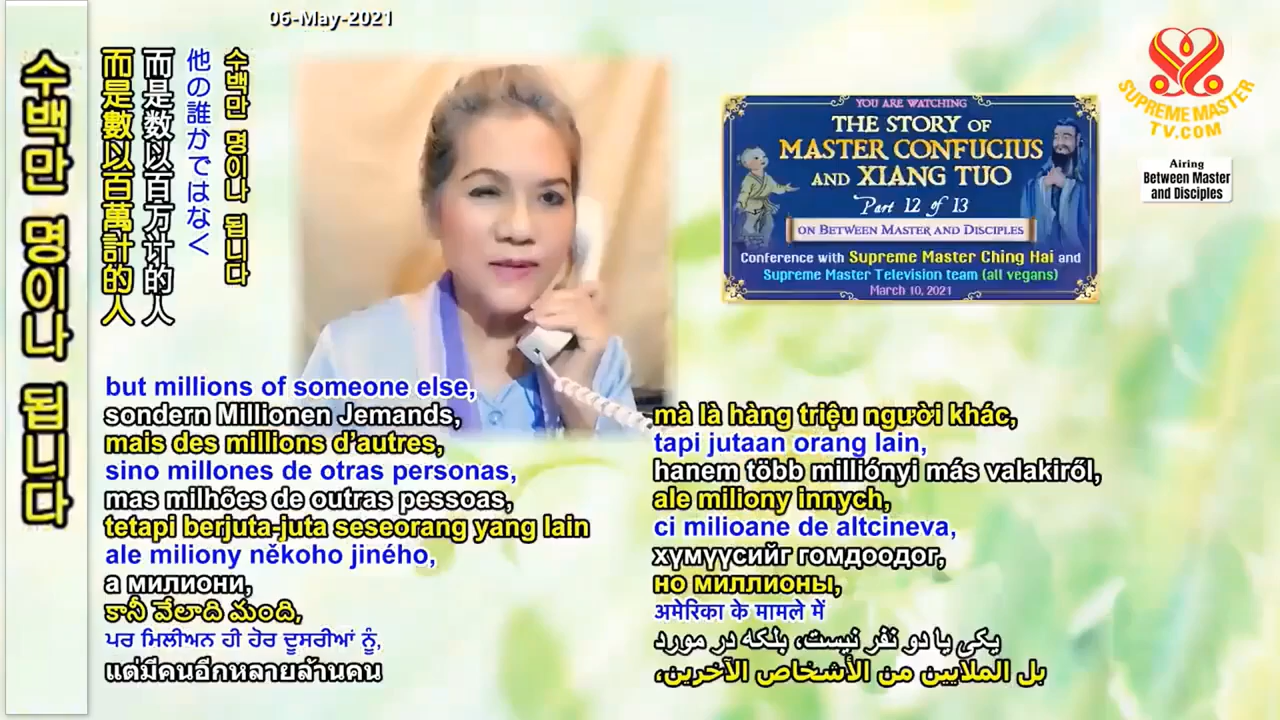 06-May-2021
수백만 명이나 됩니다
而是數以百萬計的人
而是数以百万计的人
他の誰かではなく
수백만 명이나 됩니다
YOU ARE WATCHING
THE STORY OF
MASTER CONFUCIUS
AND XIANG TUO
Part 12 of 13
ON BETWEEN MASTER AND DISCIPLES
Conference with Supreme Master Ching Hai and
Supreme Master Television team (all vegans)
March 10, 2021
SUPREME MASTER
TV.COM
Airing
Between Master
and Disciples
but millions of someone else,
sondern Millionen Jemands,
mais des millions d’autres,
sino millones de otras personas,
mas milhões de outras pessoas,
tetapi berjuta-juta seseorang yang lain
ale miliony někoho jiného,
а милиони,
కానీ వేలాది మంది,
ਪਰ ਮਿਲੀਅਨ ਹੀ ਹੋਰ ਦੂਸਰੀਆਂ ਨੂੰ,
แต่มีคนอีกหลายล้านคน
mà là hàng triệu người khác,
tapi jutaan orang lain,
hanem több milliónyi más valakiről,
ale miliony innych,
ci milioane de altcineva,
хүмүүсийг гомдоодог,
но миллионы,
अमेरिका के मामले में
یکی یا دو نفر نیست، بلکه در مورد
بل الملايين من الأشخاص الآخرين،